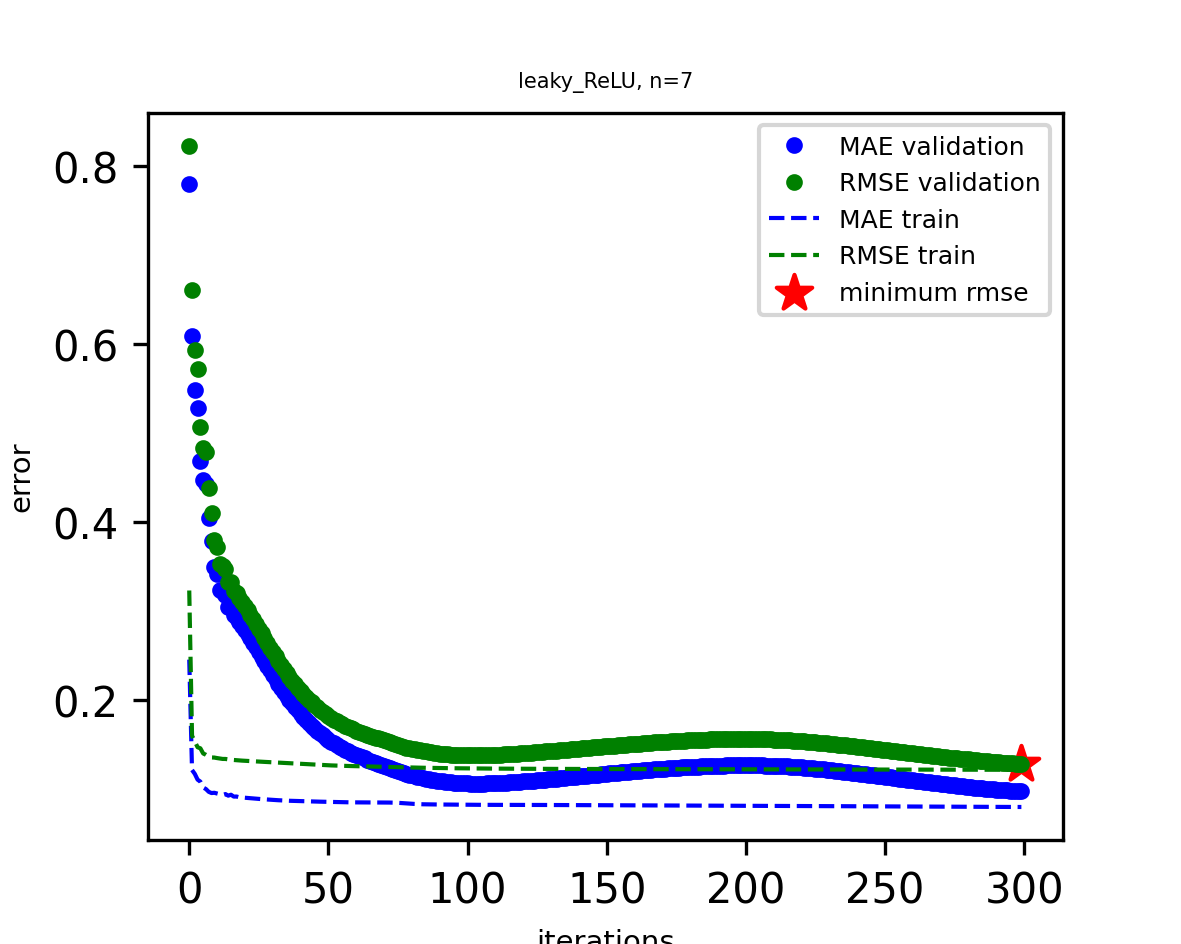 leaky_ReLU, n=7
MAE validation
RMSE validation
MAE train
RMSE train
minimum rmse
error
0.8
0.6
0.4
0.2
0 50 100 150 200 250 300
iterations